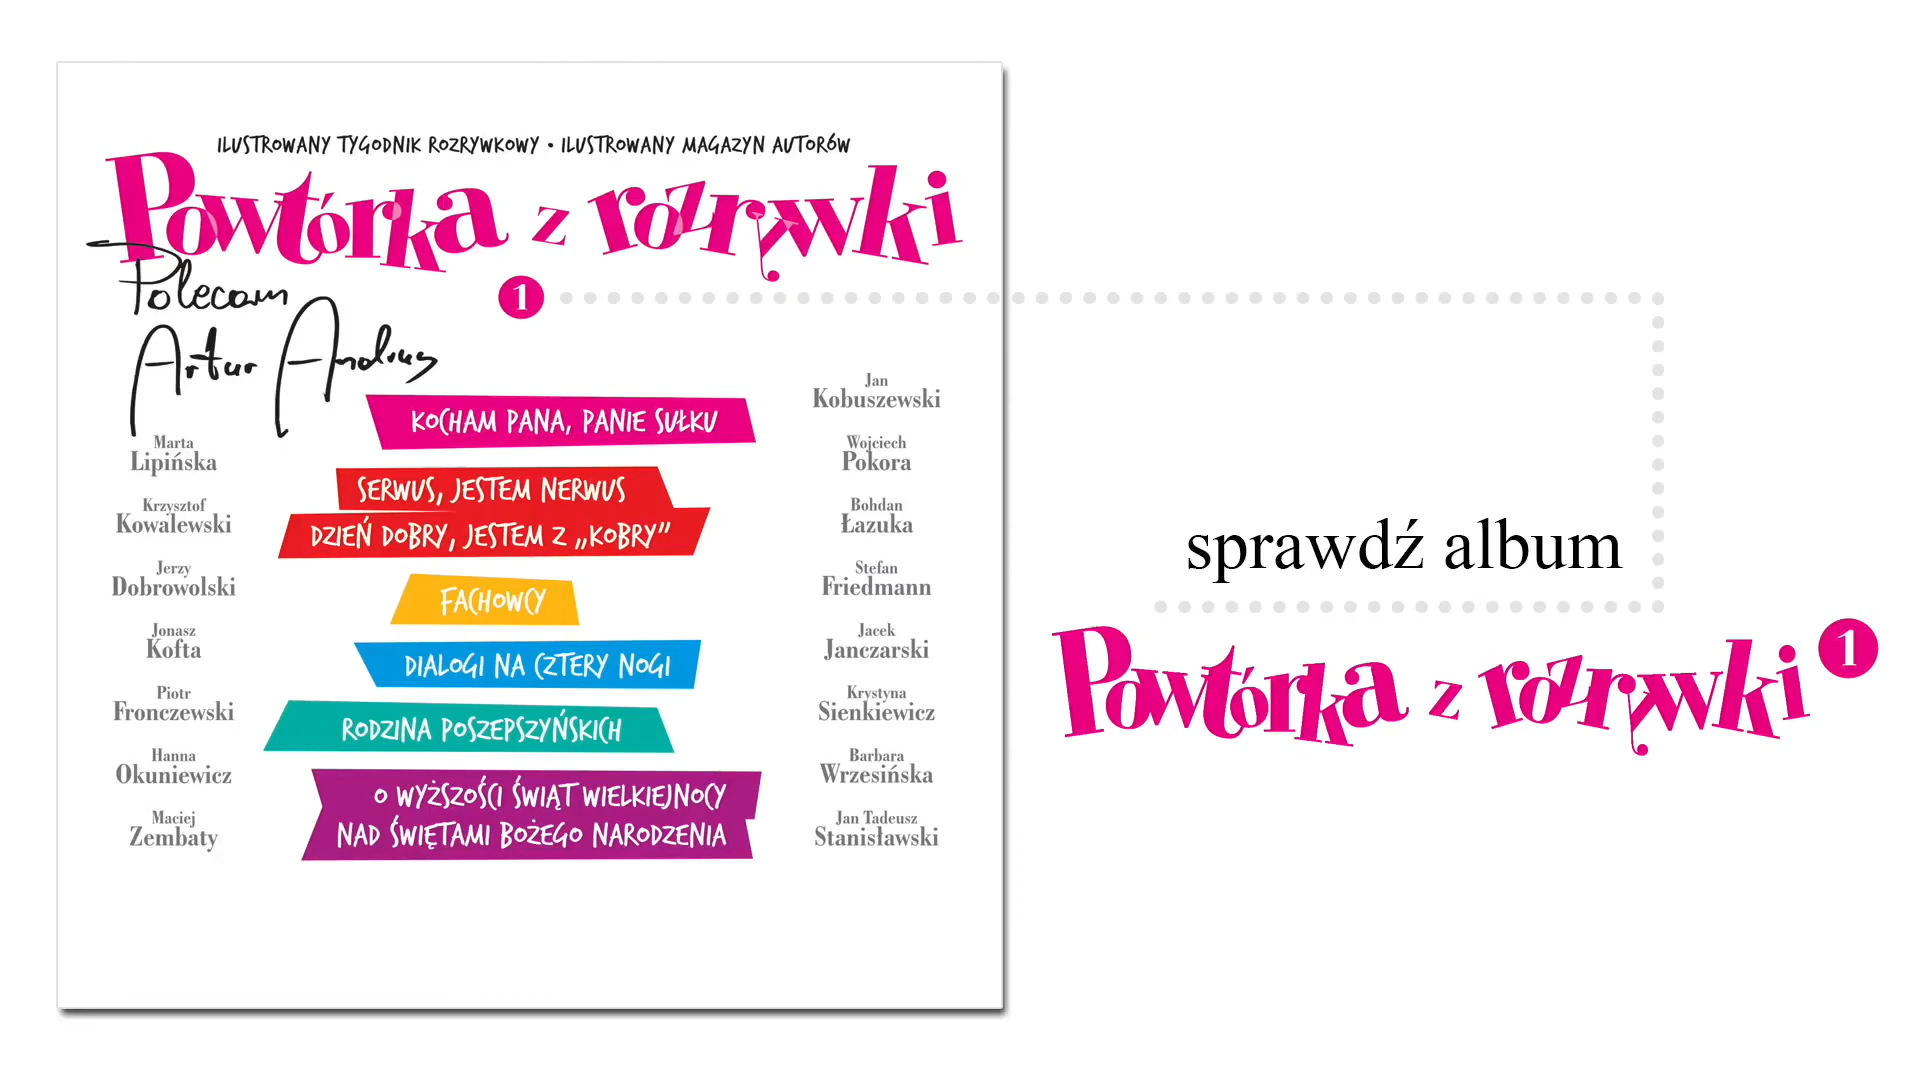 ILUSTROWANY TYGODNIK ROZRYWKOWY • ILUSTROWANY MAGAZYN AUTORÓW
Powtórka z rozrywki
1
Polecam
Artur Andrus
KOCHAM PANA, PANIE SUŁKU
SERWUS, JESTEM NERWUS
DZIEŃ DOBRY, JESTEM Z „KOBRY”
FACHOWCY
DIALOGI NA CZTERY NOGI
RODZINA POSZEPSZYŃSKICH
O WYŻSZOŚCI ŚWIĄT WIELKIEJNOCY
NAD ŚWIĘTAMI BOŻEGO NARODZENIA
Marta
Lipińska
Krzysztof
Kowalewski
Jerzy
Dobrowolski
Jonasz
Kofta
Piotr
Fronczewski
Hanna
Okuniewicz
Maciej
Zembaty
Jan
Kobuszewski
Wojciech
Pokora
Bohdan
Łazuka
Stefan
Friedmann
Jacek
Janczarski
Krystyna
Sienkiewicz
Barbara
Wrzesińska
Jan Tadeusz
Stanisławski
sprawdź album
Powtórka z rozrywki 1